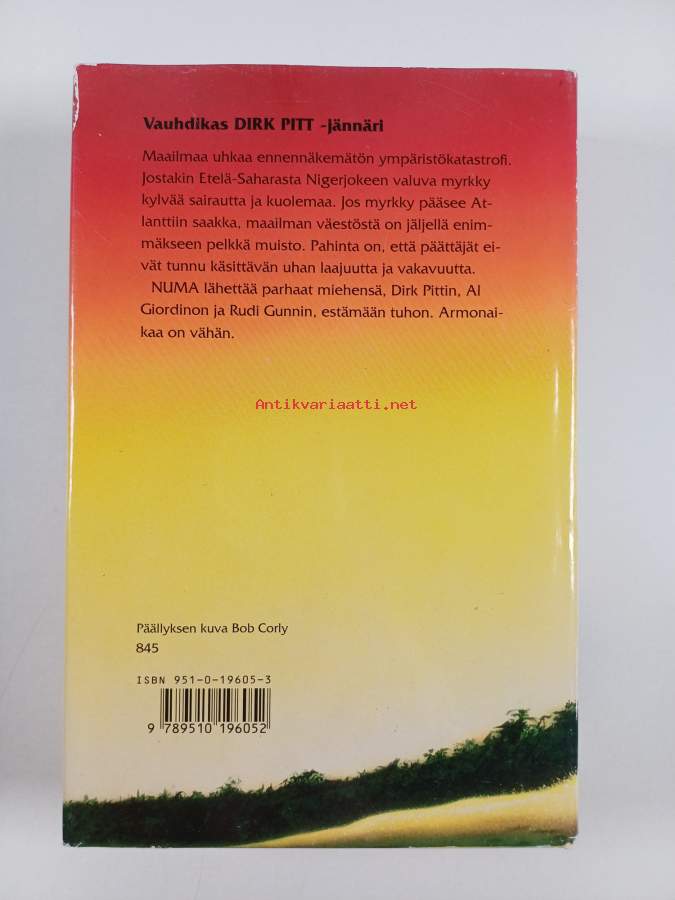 Vauhdikas DIRK PITT -jännäri
Maailmaa uhkaa ennennäkemätön ympäristökatastrofi.
Jostakin Etelä-Saharasta Nigerjokeen valuva myrkky
kylvää sairautta ja kuolemaa. Jos myrkky pääsee At-
lanttiin saakka, maailman väestöstä on jäljellä enim-
mäkseen pelkkä muisto. Pahinta on, että päättäjät ei-
vät tunnu käsittävän uhan laajuutta ja vakavuutta.
NUMA lähettää parhaat miehensä, Dirk Pittin, Al
Giordinon ja Rudi Gunnin, estämään tuhon. Armonai-
kaa on vähän.
Antikvariaatti.net
Päällyksen kuva Bob Corly
845
ISBN 951-0-19605-3
9 789510 196052